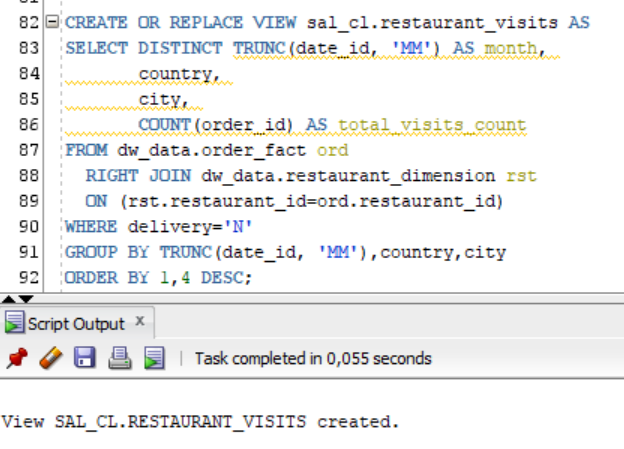 82 CREATE OR REPLACE VIEW sal_cl.restaurant_visits AS
83 SELECT DISTINCT TRUNC(date_id, 'MM') AS month,
84 country,
85 city,
86 COUNT(order_id) AS total_visits_count
87 FROM dw_data.order_fact ord
88 RIGHT JOIN dw_data.restaurant_dimension rst
89 ON (rst.restaurant_id=ord.restaurant_id)
90 WHERE delivery='N'
91 GROUP BY TRUNC(date_id, 'MM'),country,city
92 ORDER BY 1,4 DESC;
Script Output x
Task completed in 0,055 seconds
View SAL_CL.RESTAURANT_VISITS created.